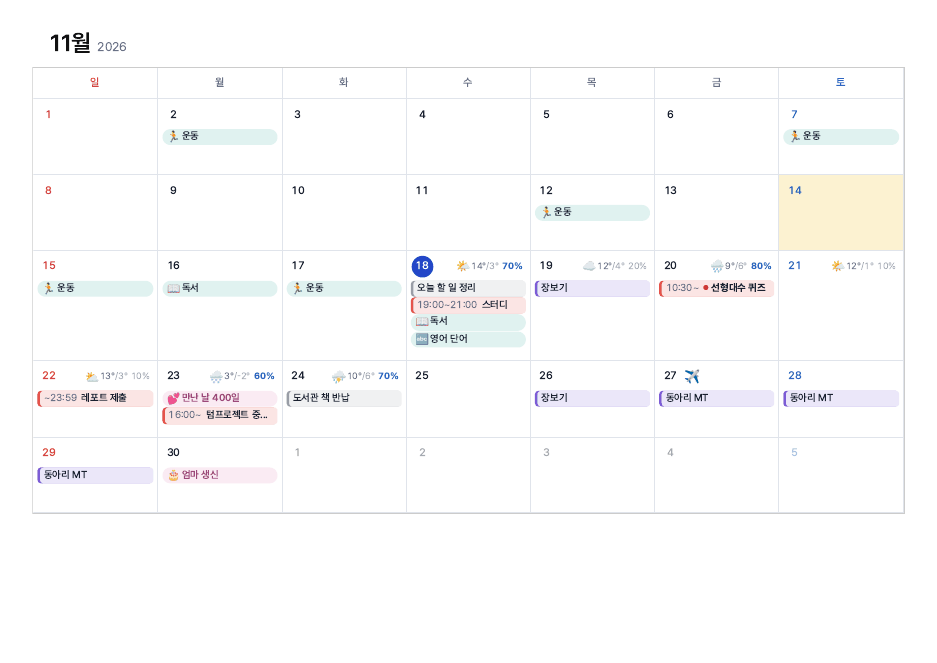 11월 2026
일 월 화 수 목 금 토
1 2 3 4 5 6 7
🏃 운동 🏃 운동
8 9 10 11 12 13 14
🏃 운동
15 16 17 18 🌤️ 14°/3° 70% 19 ☁️ 12°/4° 20% 20 🌧️ 9°/6° 80% 21 🌤️ 12°/1° 10%
🏃 운동 📖 독서 🏃 운동 오늘 할 일 정리 장보기 10:30~ 선형대수 퀴즈
19:00~21:00 스터디
📖 독서
🔤 영어 단어
22 ⛅ 13°/3° 10% 23 🌨️ 3°/-2° 60% 24 ⛈️ 10°/6° 70% 25 26 27 ✈️ 28
~23:59 레포트 제출 💕 만난 날 400일 도서관 책 반납 장보기 동아리 MT 동아리 MT
16:00~ 텀프로젝트 중…
29 30 1 2 3 4 5
동아리 MT 🎂 엄마 생신